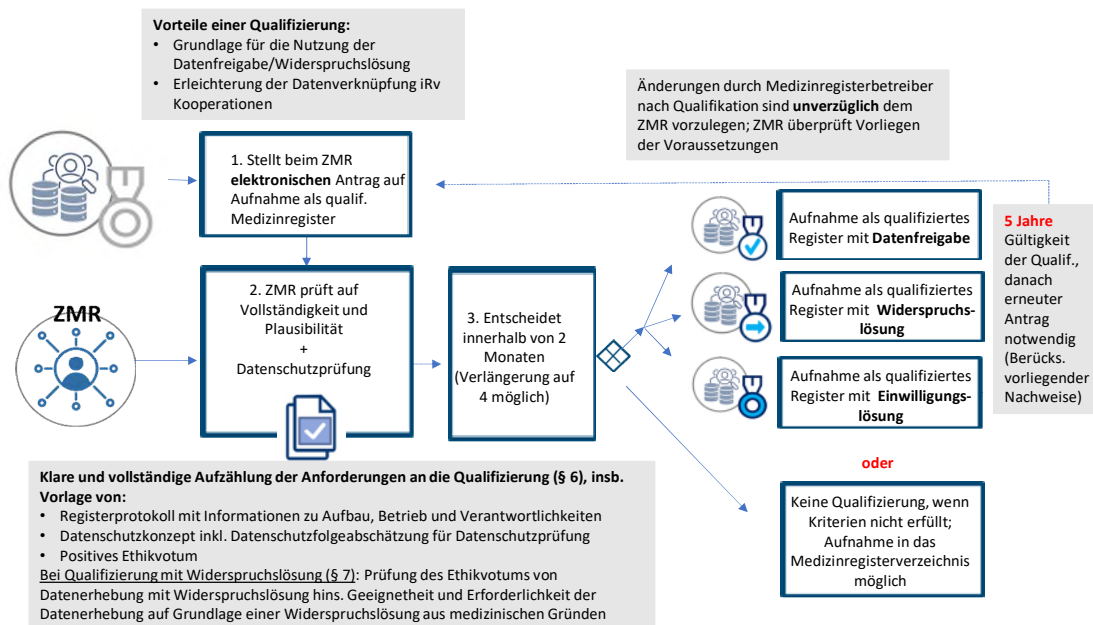 Vorteile einer Qualifizierung:
• Grundlage für die Nutzung der
Datenfreigabe/Widerspruchslösung
• Erleichterung der Datenverknüpfung iRv
Kooperationen
Änderungen durch Medizinregisterbetreiber
nach Qualifikation sind unverzüglich dem
ZMR vorzulegen; ZMR überprüft Vorliegen
der Voraussetzungen
1. Stellt beim ZMR
elektronischen Antrag auf
Aufnahme als qualif.
Medizinregister
ZMR
2. ZMR prüft auf
Vollständigkeit und
Plausibilität
+
Datenschutzprüfung
3. Entscheidet
innerhalb von 2
Monaten
(Verlängerung auf
4 möglich)
Aufnahme als qualifiziertes
Register mit Datenfreigabe
Aufnahme als qualifiziertes
Register mit Widerspruchs-
lösung
Aufnahme als qualifiziertes
Register mit Einwilligungs-
lösung
5 Jahre
Gültigkeit
der Qualif.,
danach
erneuter
Antrag
notwendig
(Berücks.
vorliegender
Nachweise)
oder
Keine Qualifizierung, wenn
Kriterien nicht erfüllt;
Aufnahme in das
Medizinregisterverzeichnis
möglich
Klare und vollständige Aufzählung der Anforderungen an die Qualifizierung (§ 6), insb.
Vorlage von:
• Registerprotokoll mit Informationen zu Aufbau, Betrieb und Verantwortlichkeiten
• Datenschutzkonzept inkl. Datenschutzfolgeabschätzung für Datenschutzprüfung
• Positives Ethikvotum
Bei Qualifizierung mit Widerspruchslösung (§ 7): Prüfung des Ethikvotums von
Datenerhebung mit Widerspruchslösung hins. Geeignetheit und Erforderlichkeit der
Datenerhebung auf Grundlage einer Widerspruchslösung aus medizinischen Gründen